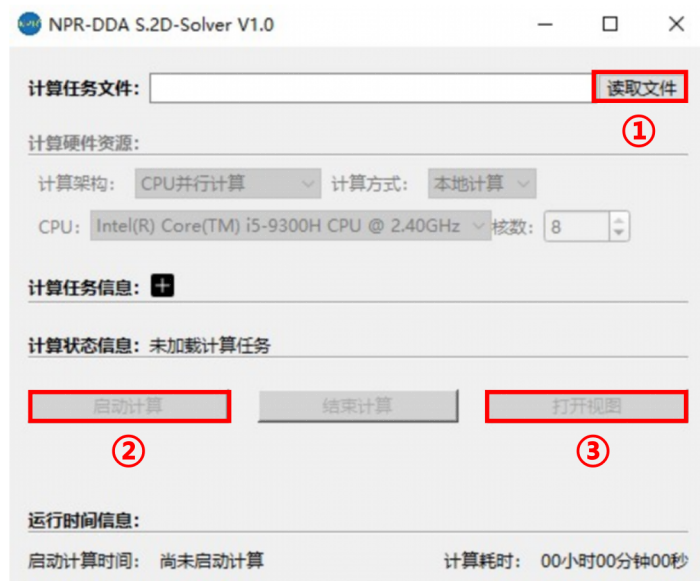 NPR-DDA S.2D-Solver V1.0
计算任务文件： 读取文件
①
计算硬件资源：
计算架构： CPU并行计算 计算方式： 本地计算
CPU： Intel(R) Core(TM) i5-9300H CPU @ 2.40GHz 核数： 8
计算任务信息：
计算状态信息： 未加载计算任务
启动计算 结束计算 打开视图
② ③
运行时间信息：
启动计算时间： 尚未启动计算 计算耗时： 00小时00分钟00秒